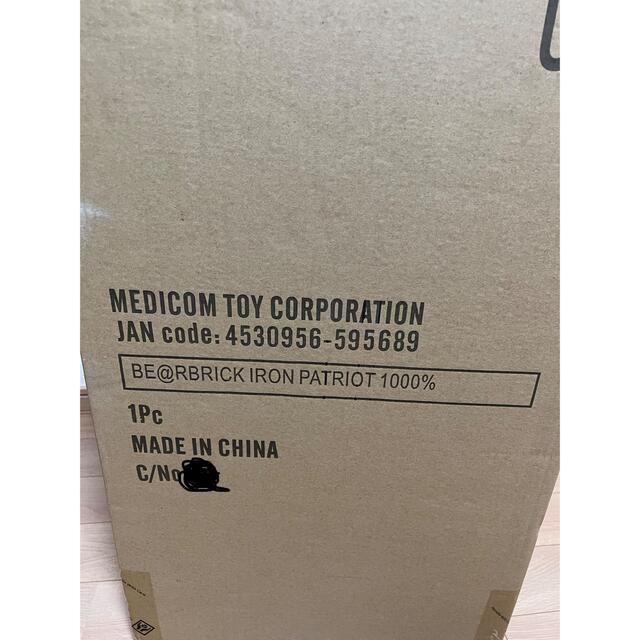 MEDICOM TOY CORPORATION
JAN code: 4530956-595689
BE@RBRICK IRON PATRIOT 1000%
1Pc
MADE IN CHINA
C/No